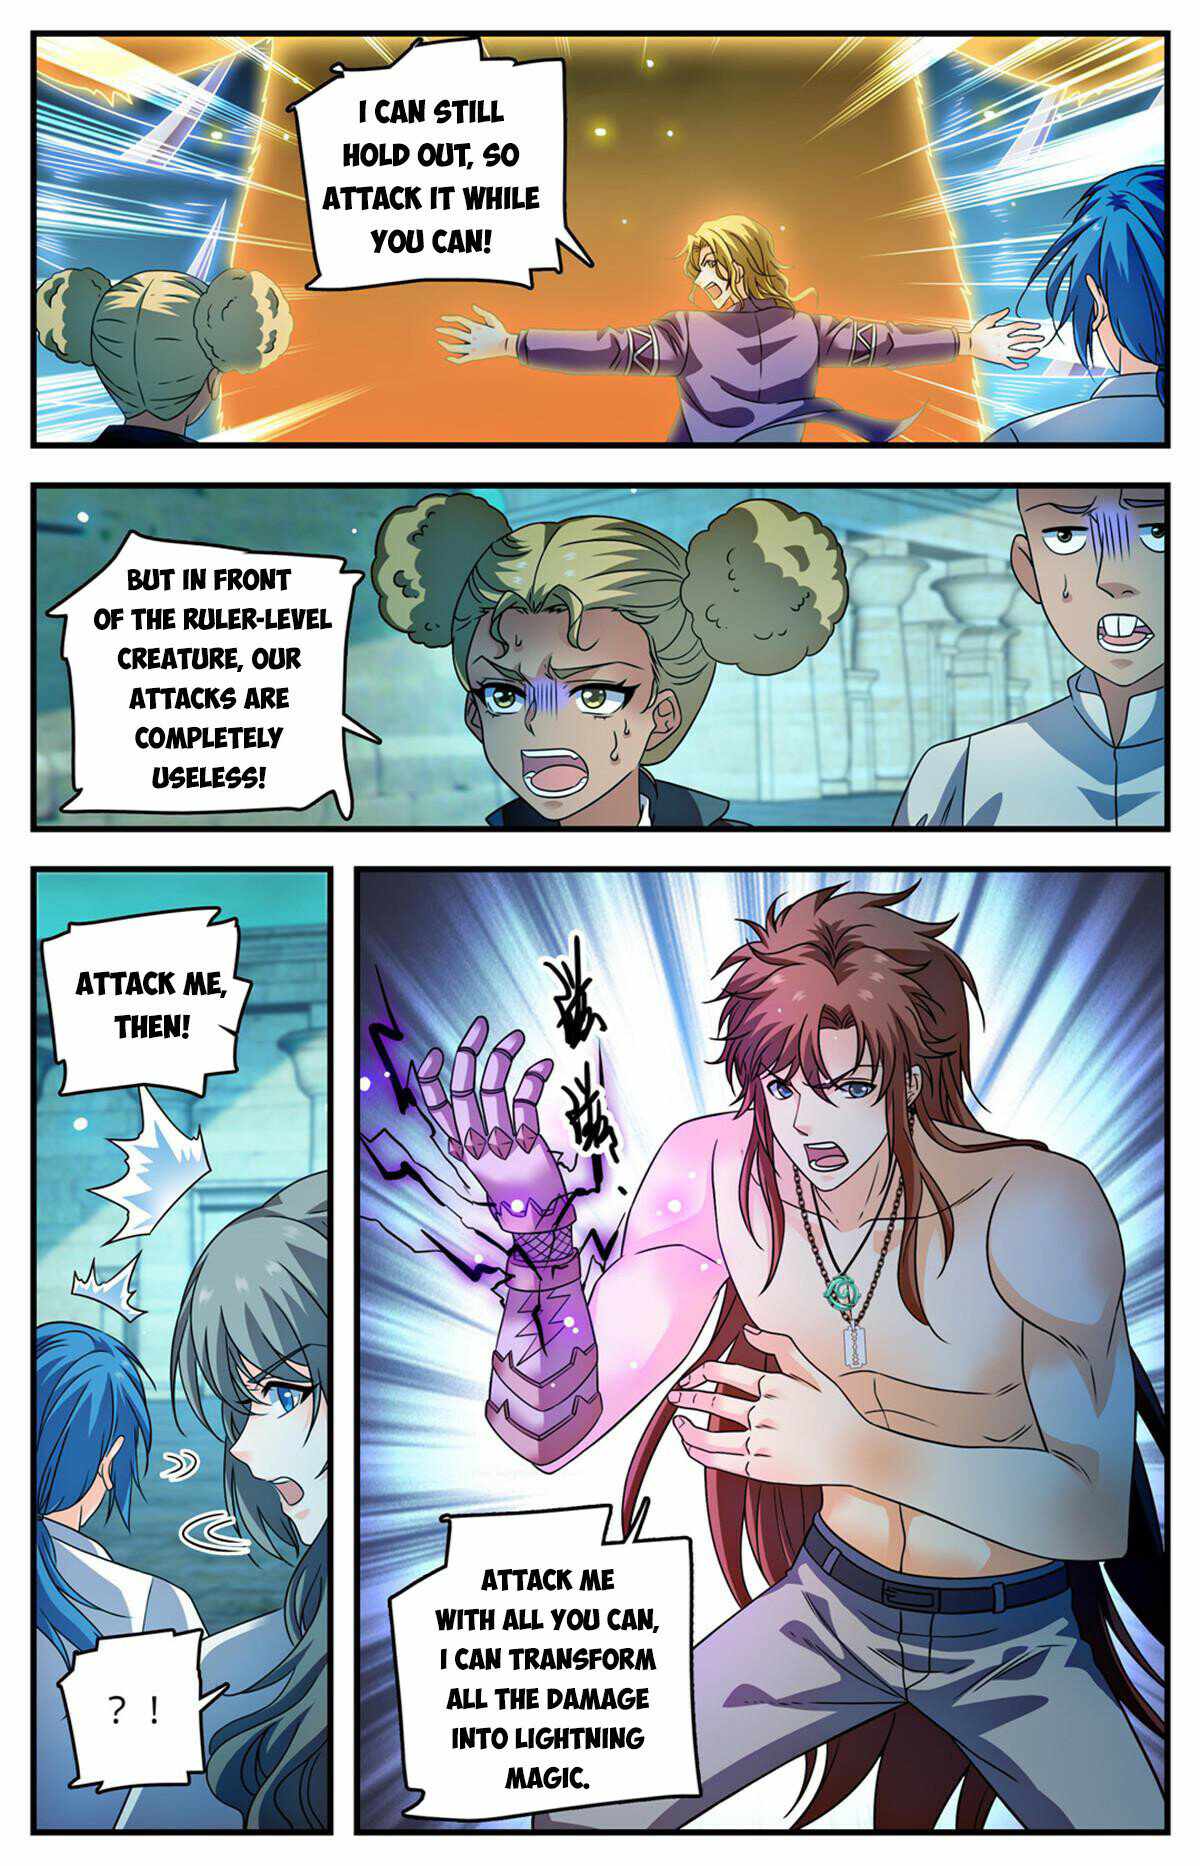 I CAN STILL
HOLD OUT, SO
ATTACK IT WHILE
YOU CAN!
BUT IN FRONT
OF THE RULER-LEVEL
CREATURE, OUR
ATTACKS ARE
COMPLETELY
USELESS!
ATTACK ME,
THEN!
?!
ATTACK ME
WITH ALL YOU CAN,
I CAN TRANSFORM
ALL THE DAMAGE
INTO LIGHTNING
MAGIC.